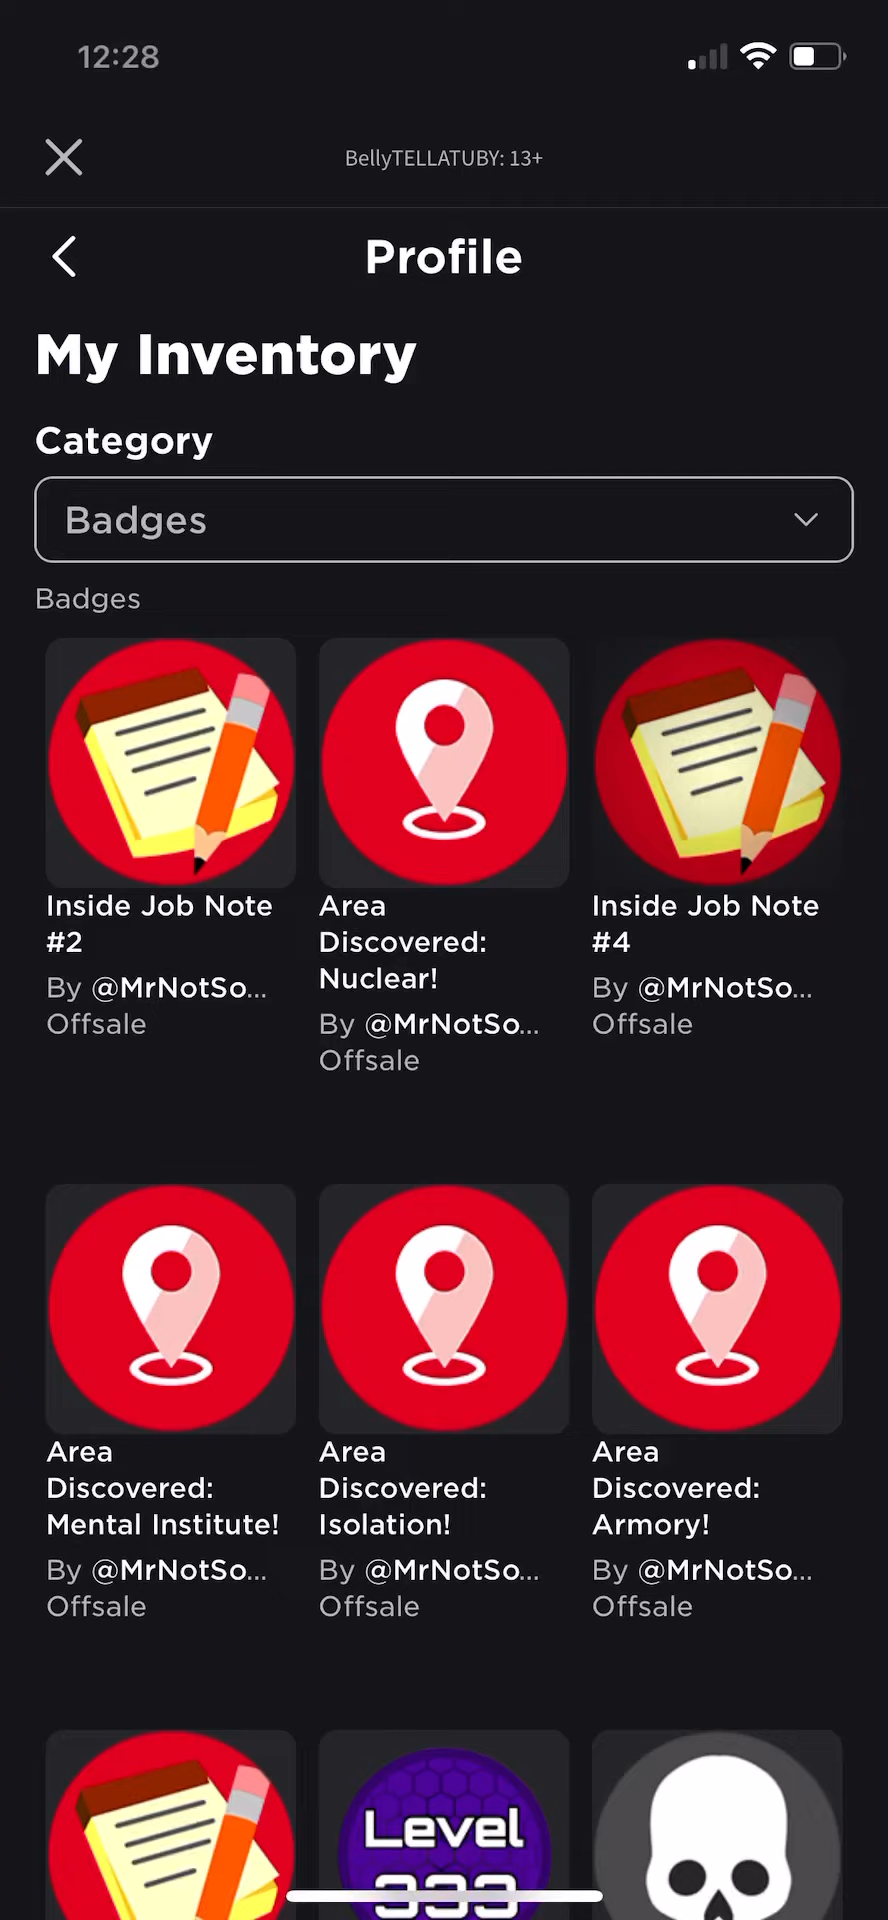 12:28
BellyTELLATUBY: 13+
Profile
My Inventory
Category
Badges
Badges
Inside Job Note
#2
By @MrNotSo...
Offsale
Area
Discovered:
Nuclear!
By @MrNotSo...
Offsale
Inside Job Note
#4
By @MrNotSo...
Offsale
Area
Discovered:
Mental Institute!
By @MrNotSo...
Offsale
Area
Discovered:
Isolation!
By @MrNotSo...
Offsale
Area
Discovered:
Armory!
By @MrNotSo...
Offsale
Level
333